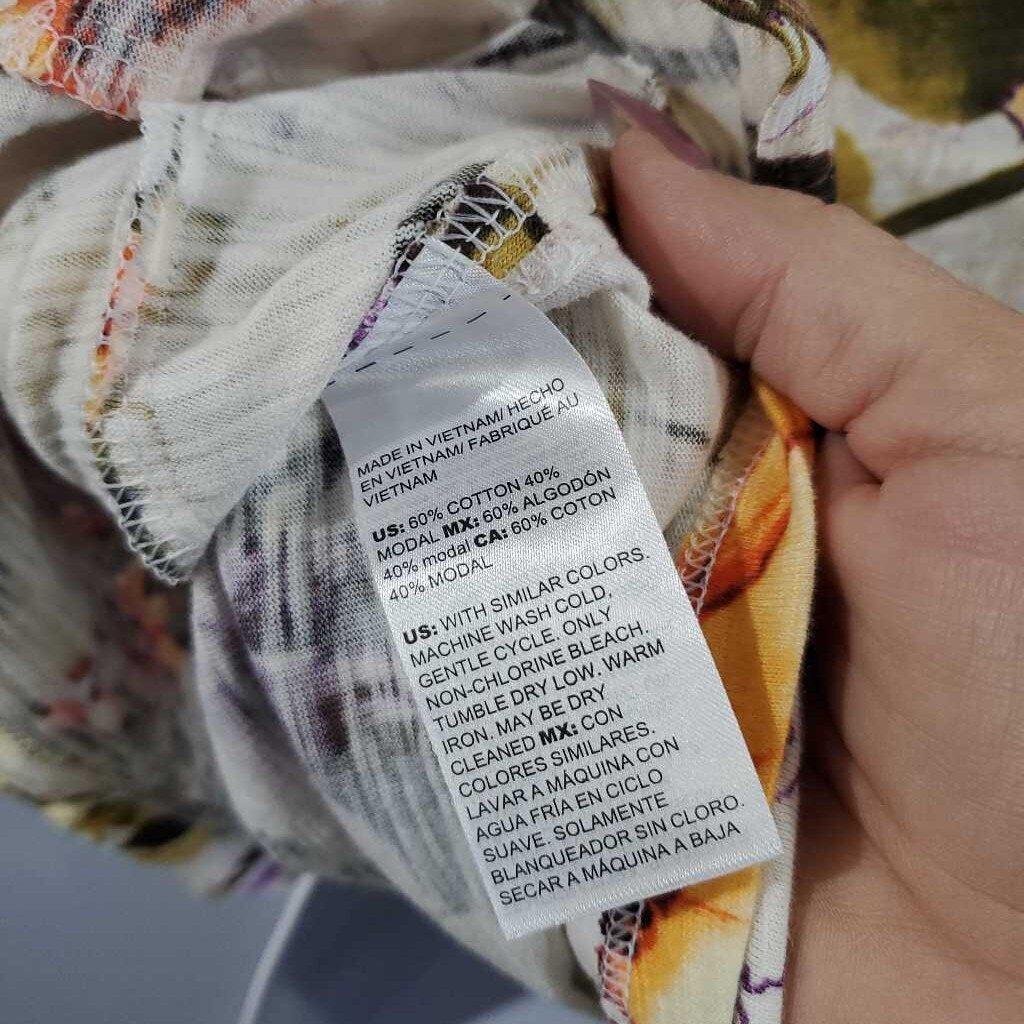 MADE IN VIETNAM/ HECHO
EN VIETNAM/ FABRIQUÉ AU
VIETNAM
US: 60% COTTON 40%
MODAL MX: 60% ALGODÓN
40% modal CA: 60% COTON
40% MODAL
US: WITH SIMILAR COLORS.
MACHINE WASH COLD,
GENTLE CYCLE. ONLY
NON-CHLORINE BLEACH.
TUMBLE DRY LOW. WARM
IRON. MAY BE DRY
CLEANED MX: CON
COLORES SIMILARES.
LAVAR A MÁQUINA CON
AGUA FRÍA EN CICLO
SUAVE. SOLAMENTE
BLANQUEADOR SIN CLORO.
SECAR A MÁQUINA A BAJA